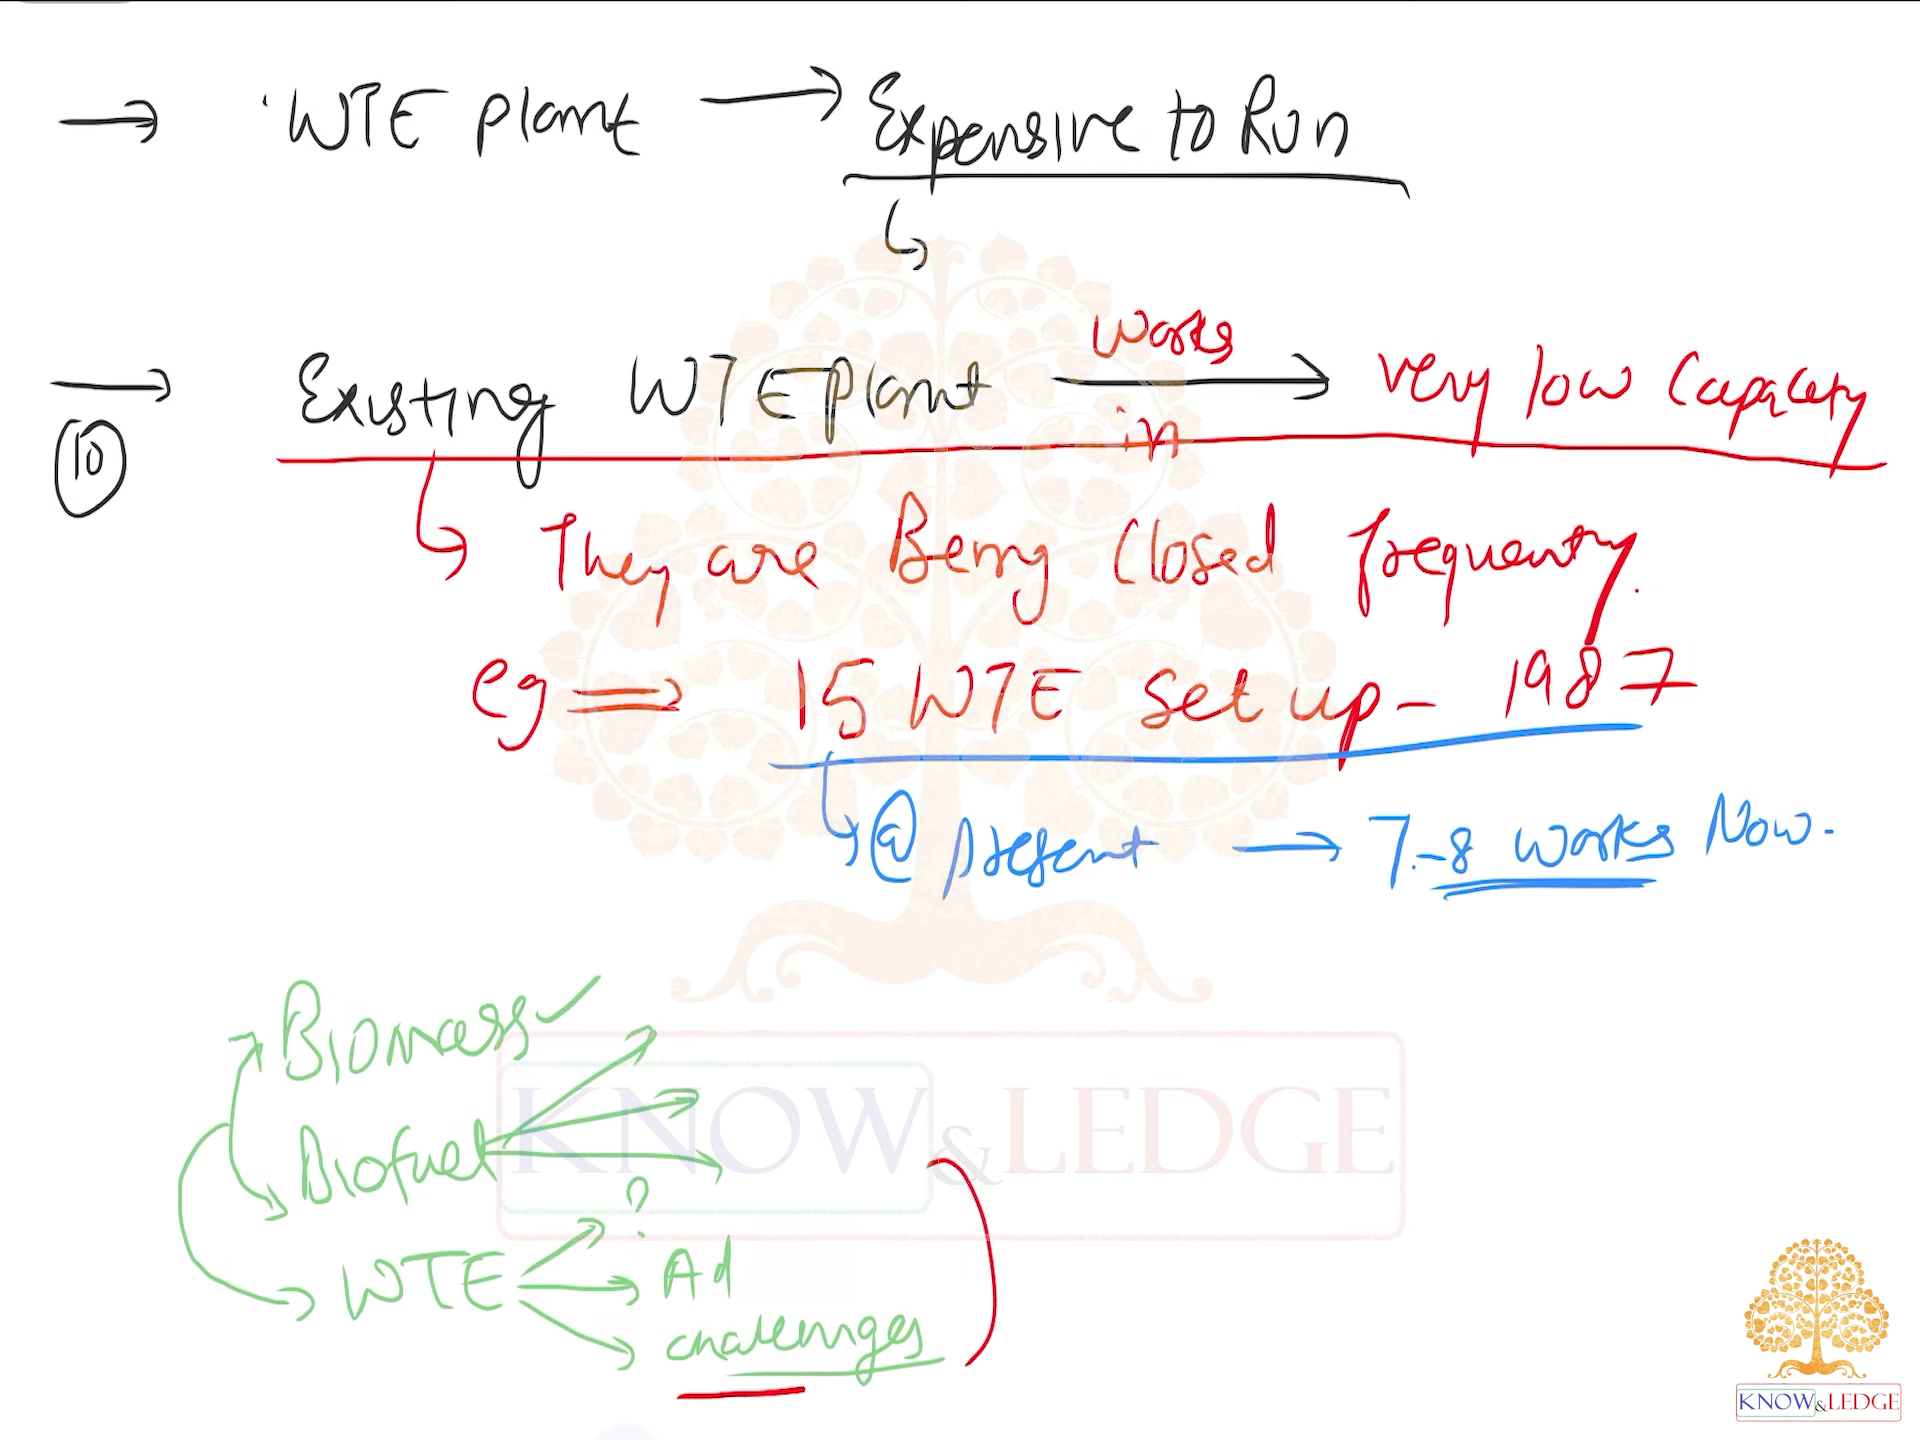 → WTE plant → Expensive to Run
↳
→ Existing WTE Plant works in → very low Capacity
10
↳ They are Being Closed frequently.
eg ⇒ 15 WTE set up - 1987
↳ @ present → 7-8 works Now.
Biomass ✓
Biofuel
KNOW&LEDGE
?
WTE → Ad
challenges
KNOW&LEDGE